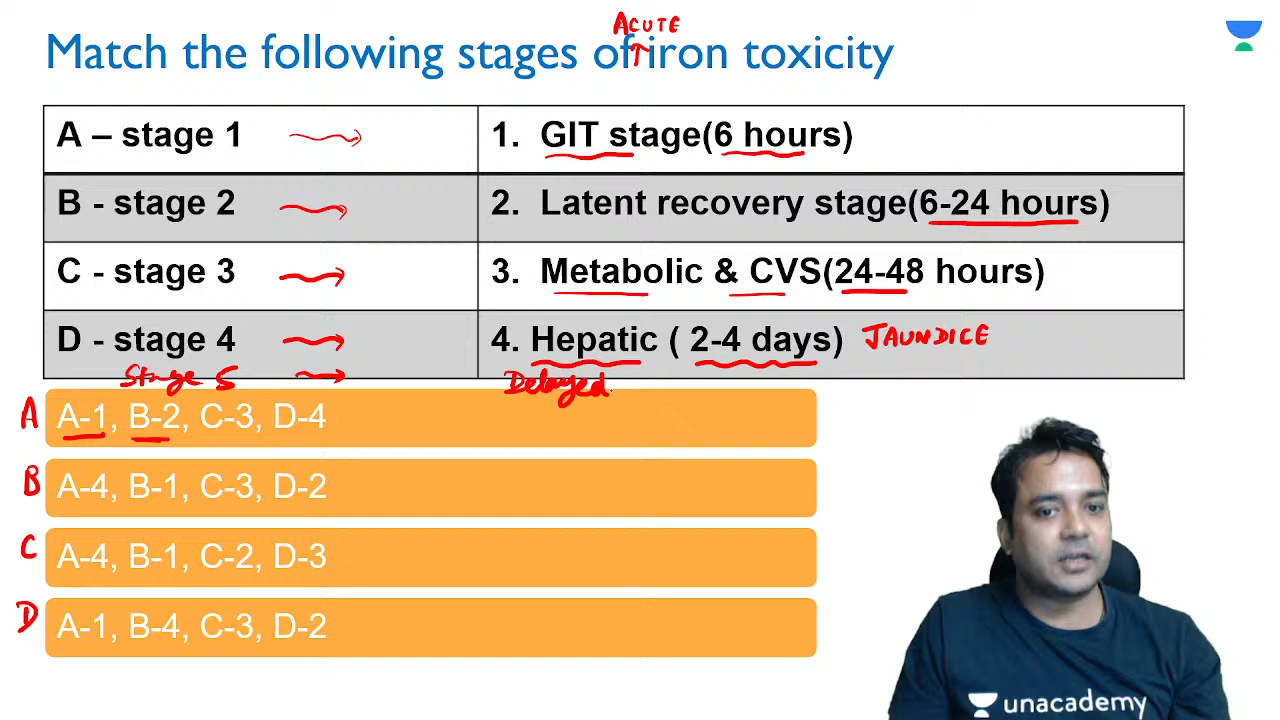 ACUTE
Match the following stages of iron toxicity
A – stage 1 1. GIT stage(6 hours)
B - stage 2 2. Latent recovery stage(6-24 hours)
C - stage 3 3. Metabolic & CVS(24-48 hours)
D - stage 4 4. Hepatic ( 2-4 days) JAUNDICE
Stage 5 Delayed
A A-1, B-2, C-3, D-4
B A-4, B-1, C-3, D-2
C A-4, B-1, C-2, D-3
D A-1, B-4, C-3, D-2
unacademy